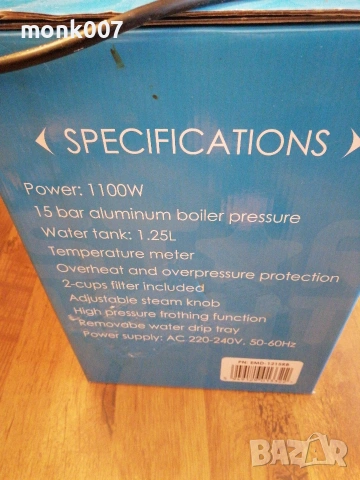 monk007
SPECIFICATIONS
Power: 1100W
15 bar aluminum boiler pressure
Water tank: 1.25L
Temperature meter
Overheat and overpressure protection
2-cups filter included
Adjustable steam knob
High pressure frothing function
Removabe water drip tray
Power supply: AC 220-240V, 50-60Hz
BAZAR
bg